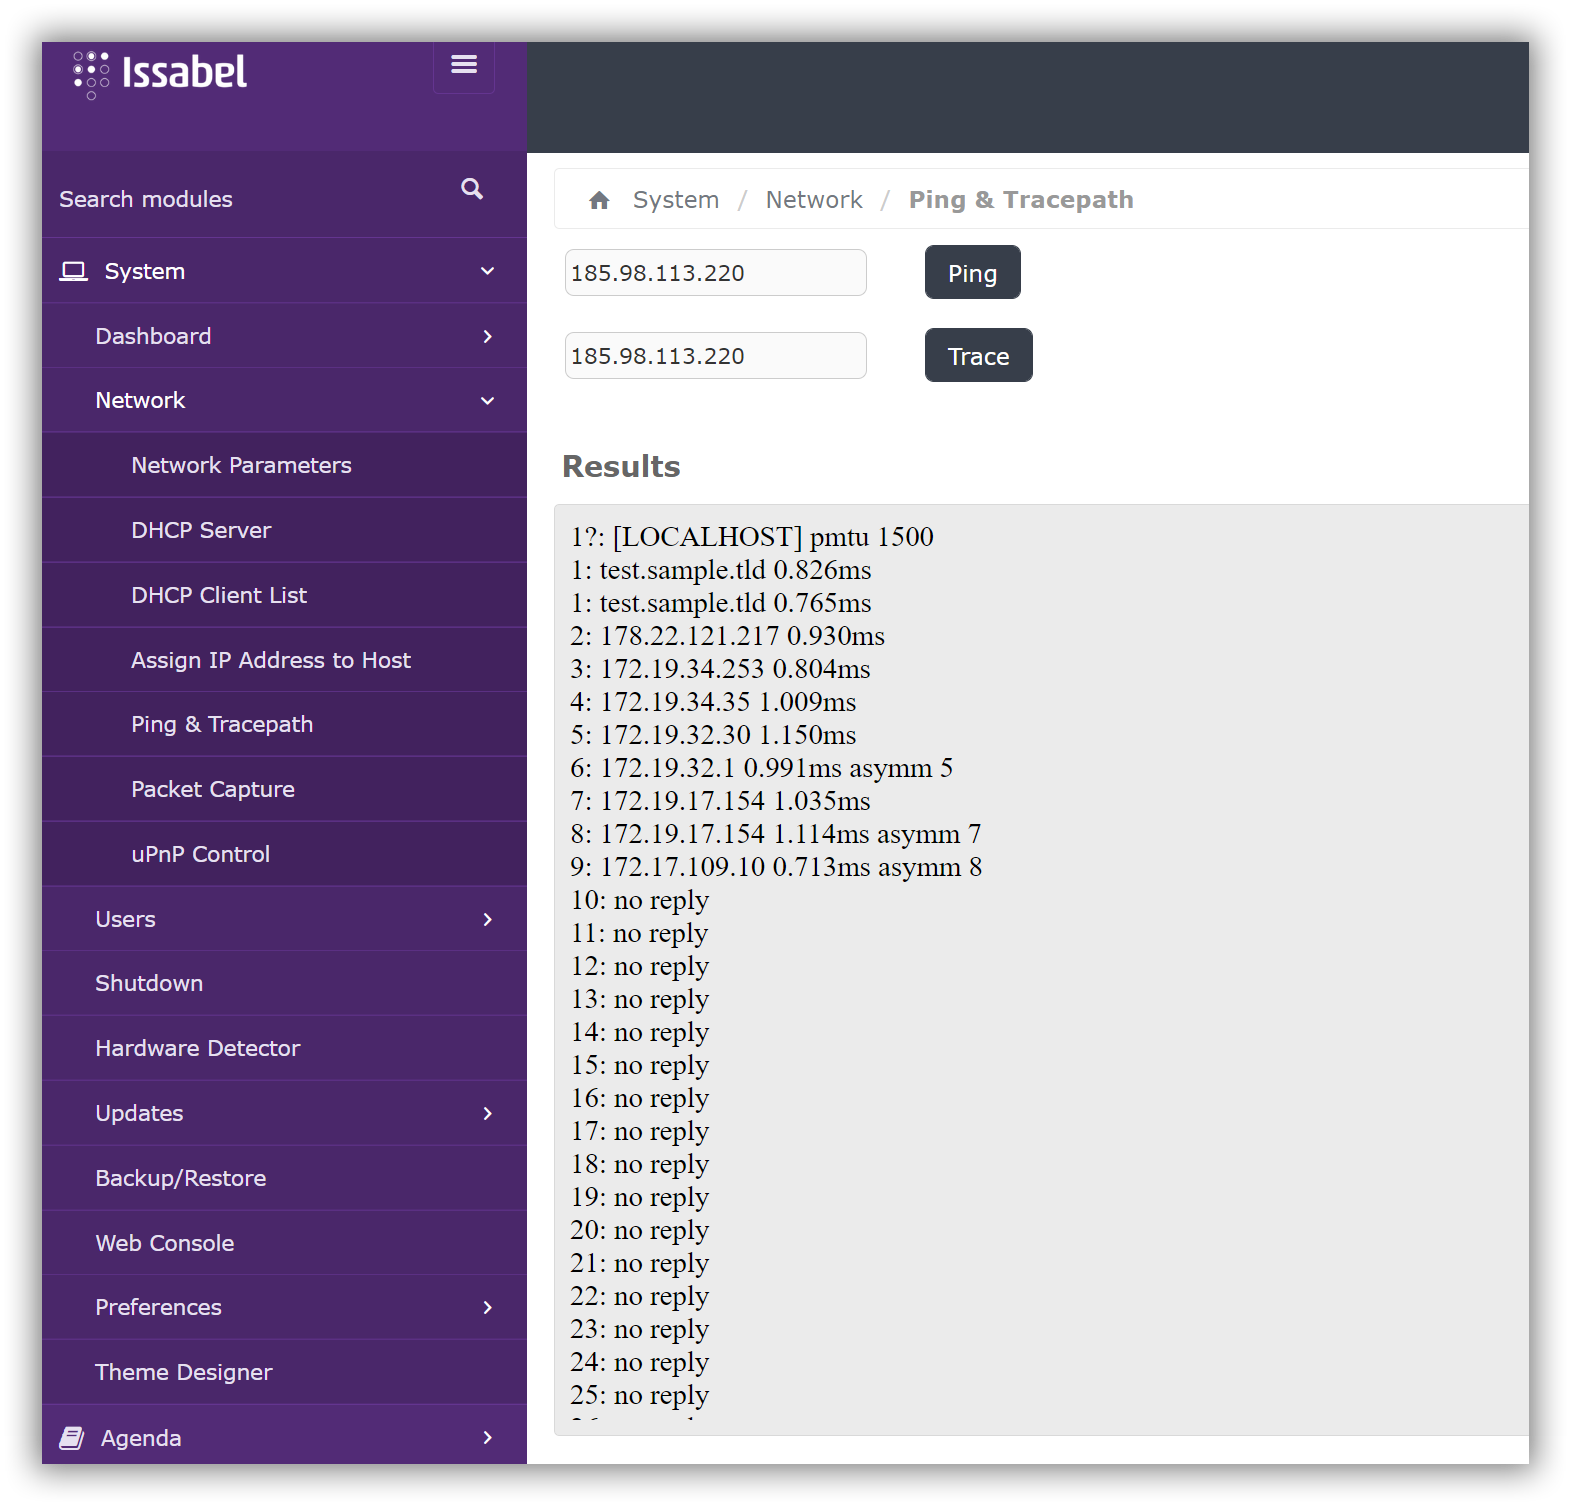 Issabel
Search modules
System
Dashboard
Network
Network Parameters
DHCP Server
DHCP Client List
Assign IP Address to Host
Ping & Tracepath
Packet Capture
uPnP Control
Users
Shutdown
Hardware Detector
Updates
Backup/Restore
Web Console
Preferences
Theme Designer
Agenda
System / Network / Ping & Tracepath
185.98.113.220 Ping
185.98.113.220 Trace
Results
1?: [LOCALHOST] pmtu 1500
1: test.sample.tld 0.826ms
1: test.sample.tld 0.765ms
2: 178.22.121.217 0.930ms
3: 172.19.34.253 0.804ms
4: 172.19.34.35 1.009ms
5: 172.19.32.30 1.150ms
6: 172.19.32.1 0.991ms asymm 5
7: 172.19.17.154 1.035ms
8: 172.19.17.154 1.114ms asymm 7
9: 172.17.109.10 0.713ms asymm 8
10: no reply
11: no reply
12: no reply
13: no reply
14: no reply
15: no reply
16: no reply
17: no reply
18: no reply
19: no reply
20: no reply
21: no reply
22: no reply
23: no reply
24: no reply
25: no reply